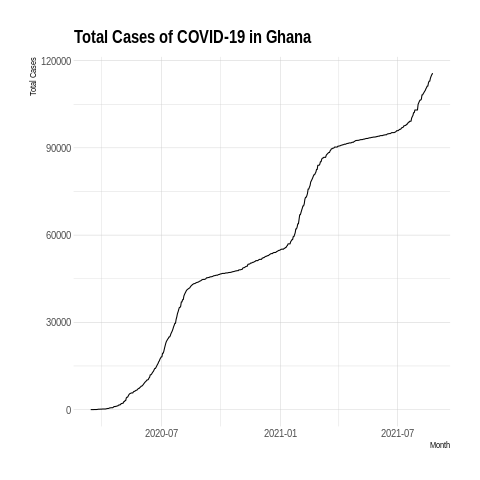 Total Cases of COVID-19 in Ghana
Total Cases
120000
90000
60000
30000
0
2020-07
2021-01
2021-07
Month